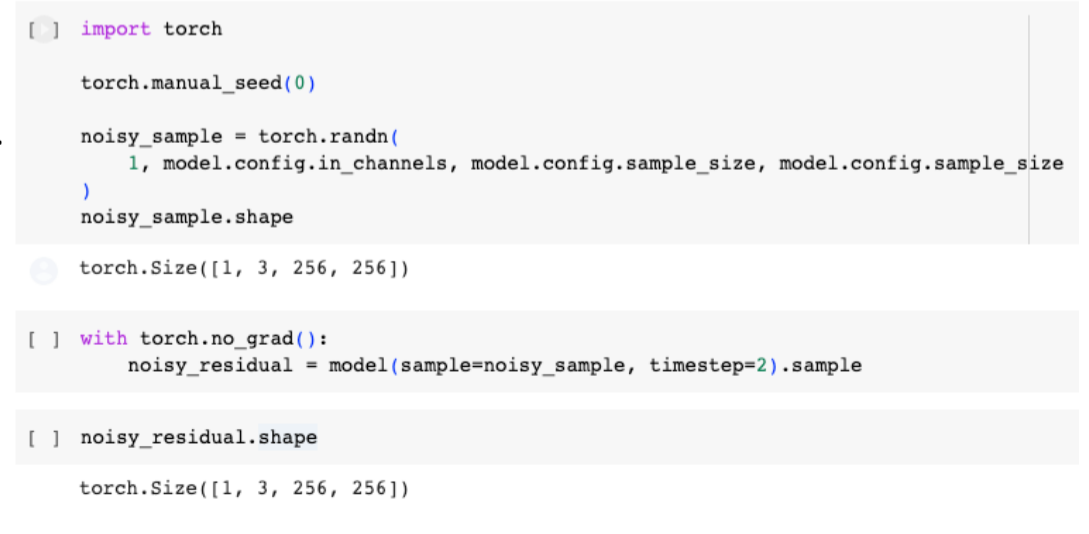 [ ] import torch
torch.manual_seed(0)
noisy_sample = torch.randn(
1, model.config.in_channels, model.config.sample_size, model.config.sample_size
)
noisy_sample.shape
torch.Size([1, 3, 256, 256])
[ ] with torch.no_grad():
noisy_residual = model(sample=noisy_sample, timestep=2).sample
[ ] noisy_residual.shape
torch.Size([1, 3, 256, 256])